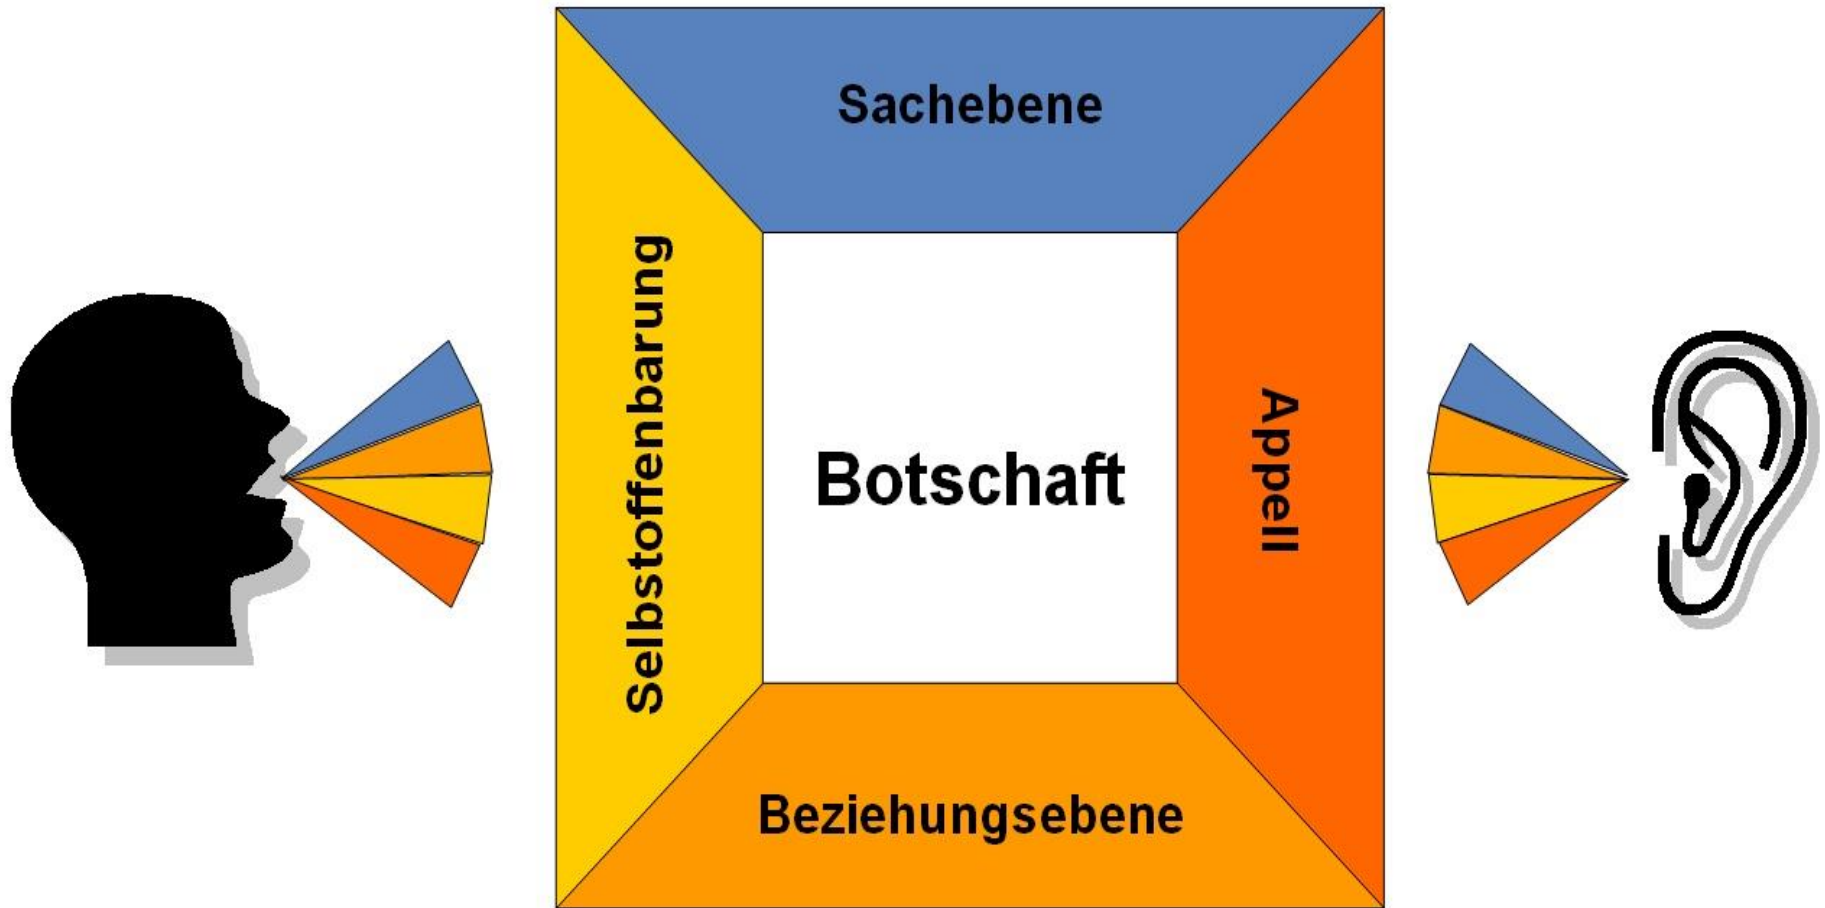 Sachebene
Selbstoffenbarung
Botschaft
Appell
Beziehungsebene